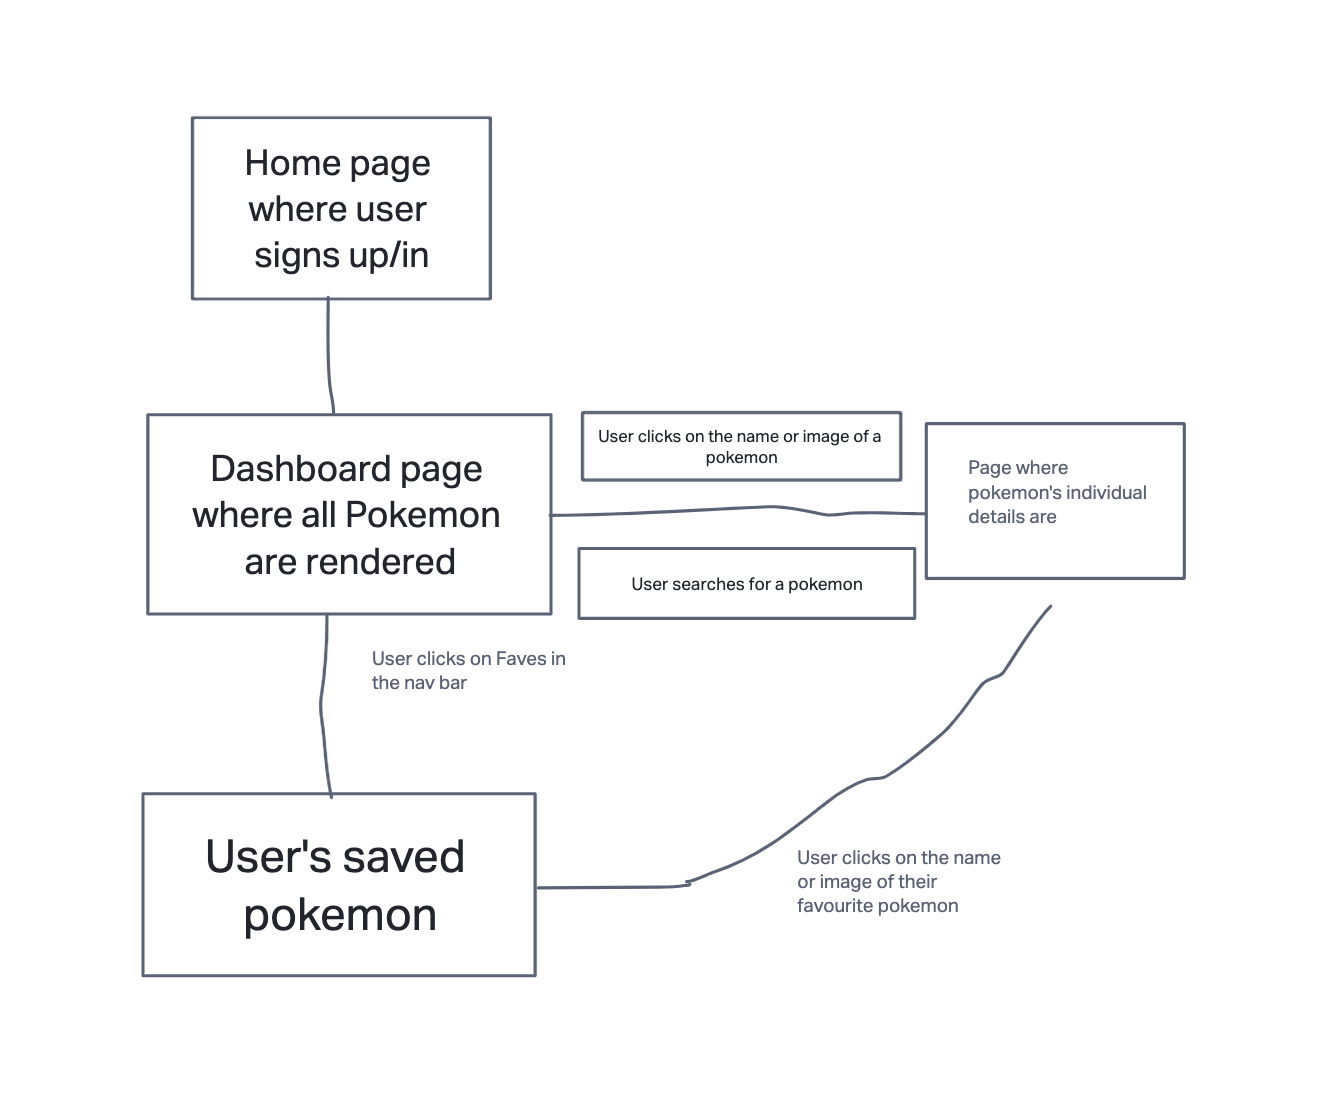 Home page
where user
signs up/in
Dashboard page
where all Pokemon
are rendered
User clicks on the name or image of a
pokemon
User searches for a pokemon
Page where
pokemon's individual
details are
User clicks on Faves in
the nav bar
User's saved
pokemon
User clicks on the name
or image of their
favourite pokemon